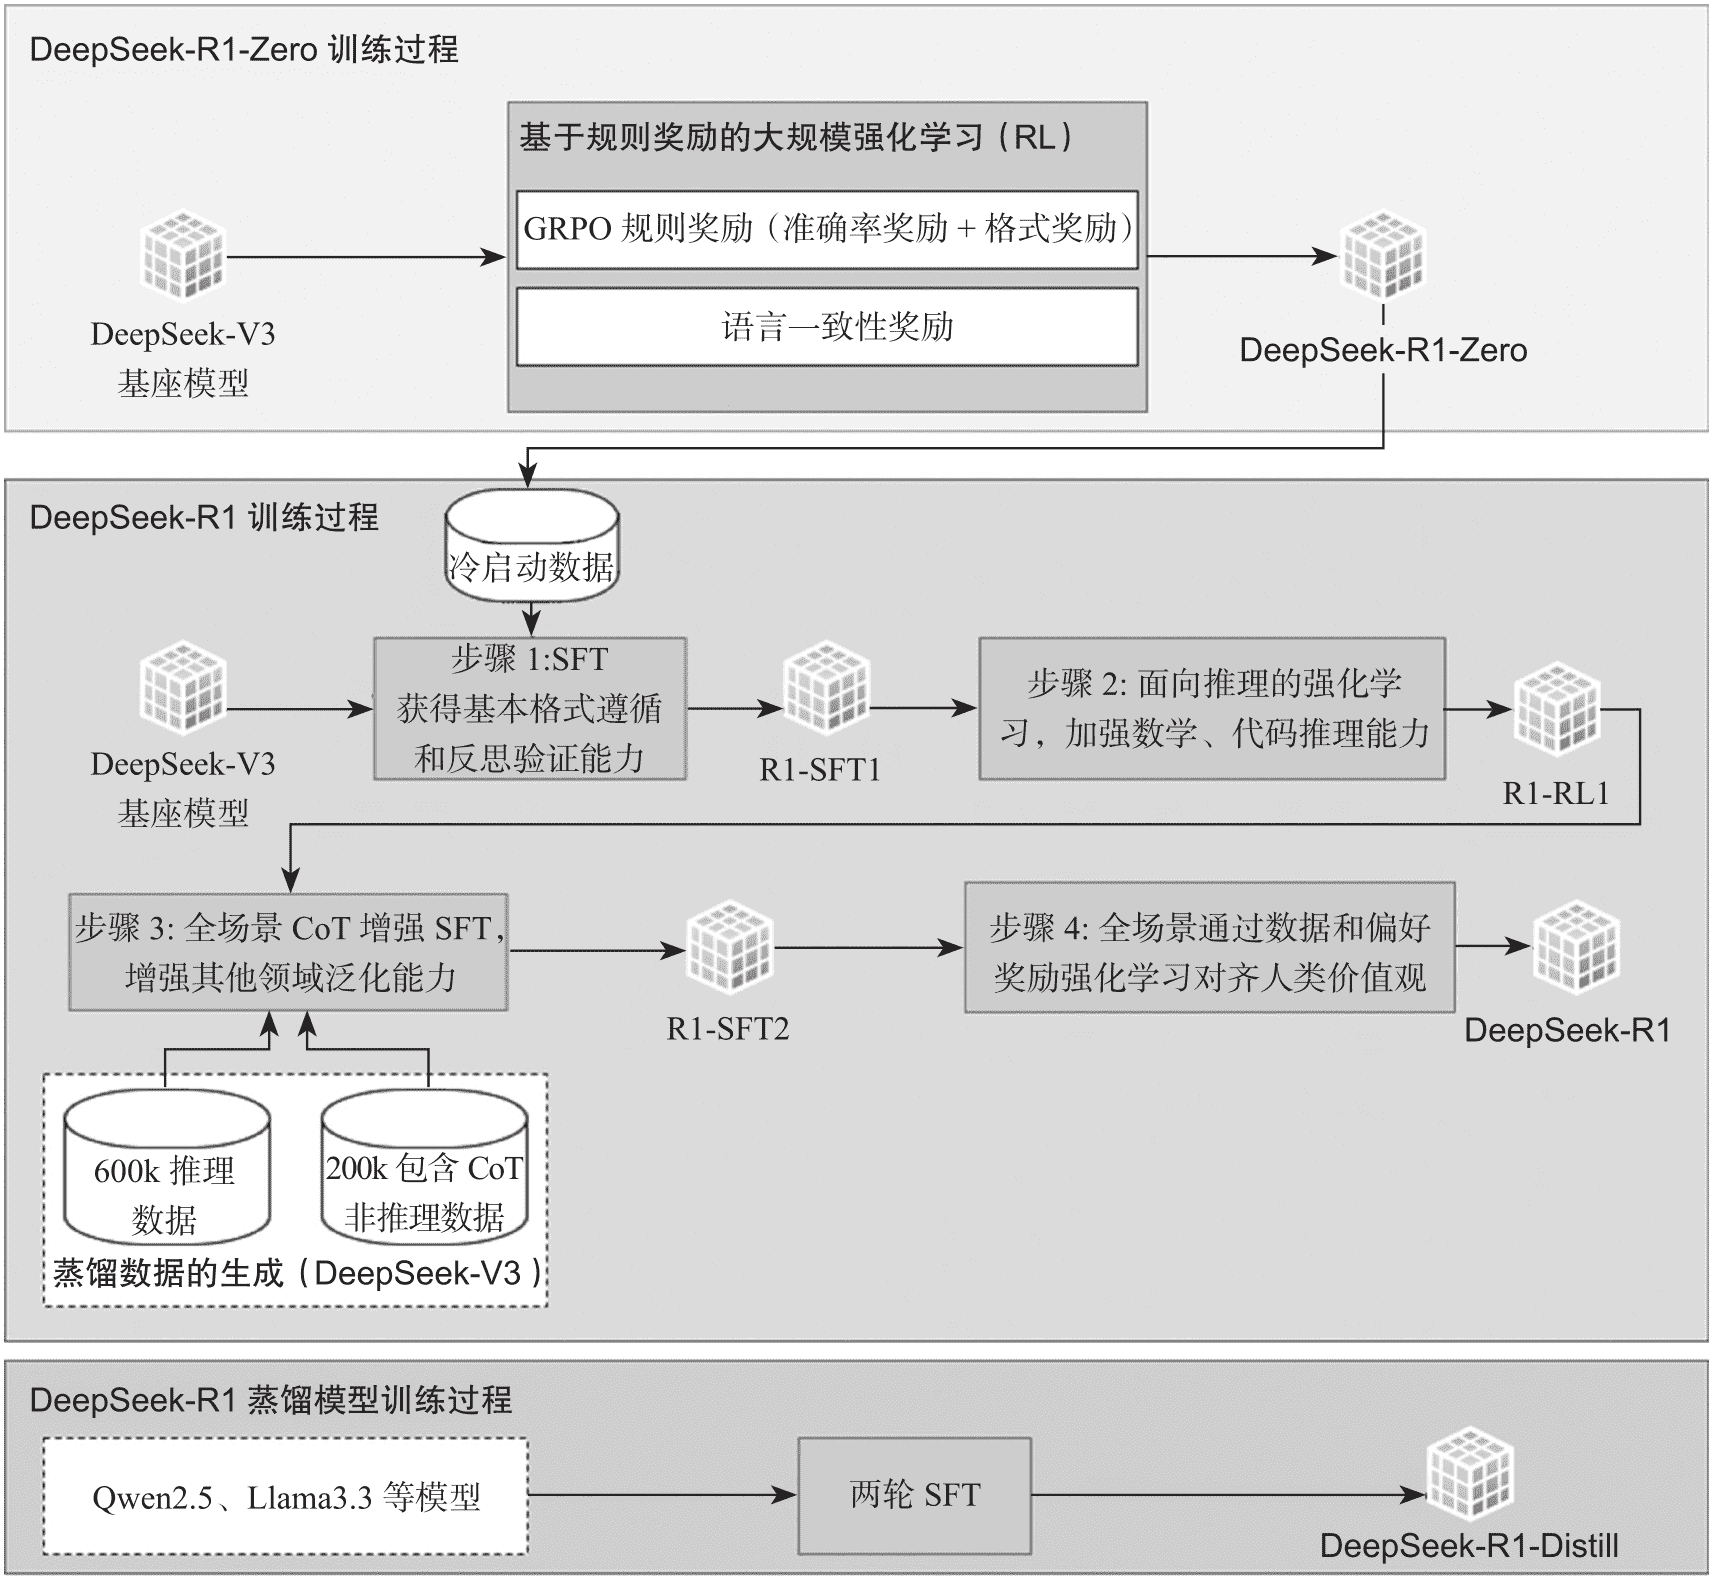 DeepSeek-R1-Zero 训练过程
基于规则奖励的大规模强化学习（RL）
GRPO 规则奖励（准确率奖励 + 格式奖励）
语言一致性奖励
DeepSeek-V3
基座模型
DeepSeek-R1-Zero
DeepSeek-R1 训练过程
冷启动数据
DeepSeek-V3
基座模型
步骤 1:SFT
获得基本格式遵循
和反思验证能力
R1-SFT1
步骤 2: 面向推理的强化学
习，加强数学、代码推理能力
R1-RL1
步骤 3: 全场景 CoT 增强 SFT,
增强其他领域泛化能力
R1-SFT2
步骤 4: 全场景通过数据和偏好
奖励强化学习对齐人类价值观
DeepSeek-R1
600k 推理
数据
200k 包含 CoT
非推理数据
蒸馏数据的生成（DeepSeek-V3）
DeepSeek-R1 蒸馏模型训练过程
Qwen2.5、Llama3.3 等模型
两轮 SFT
DeepSeek-R1-Distill